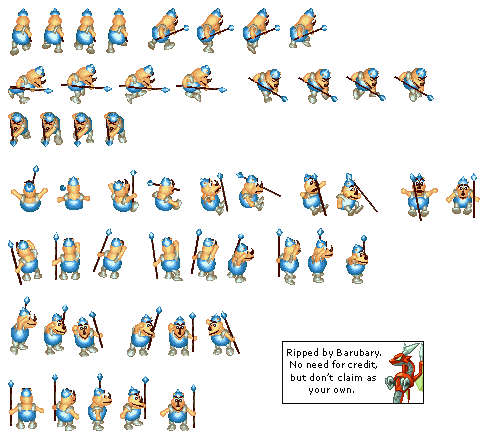 Ripped by Barubary.
No need for credit,
but don't claim as
your own.